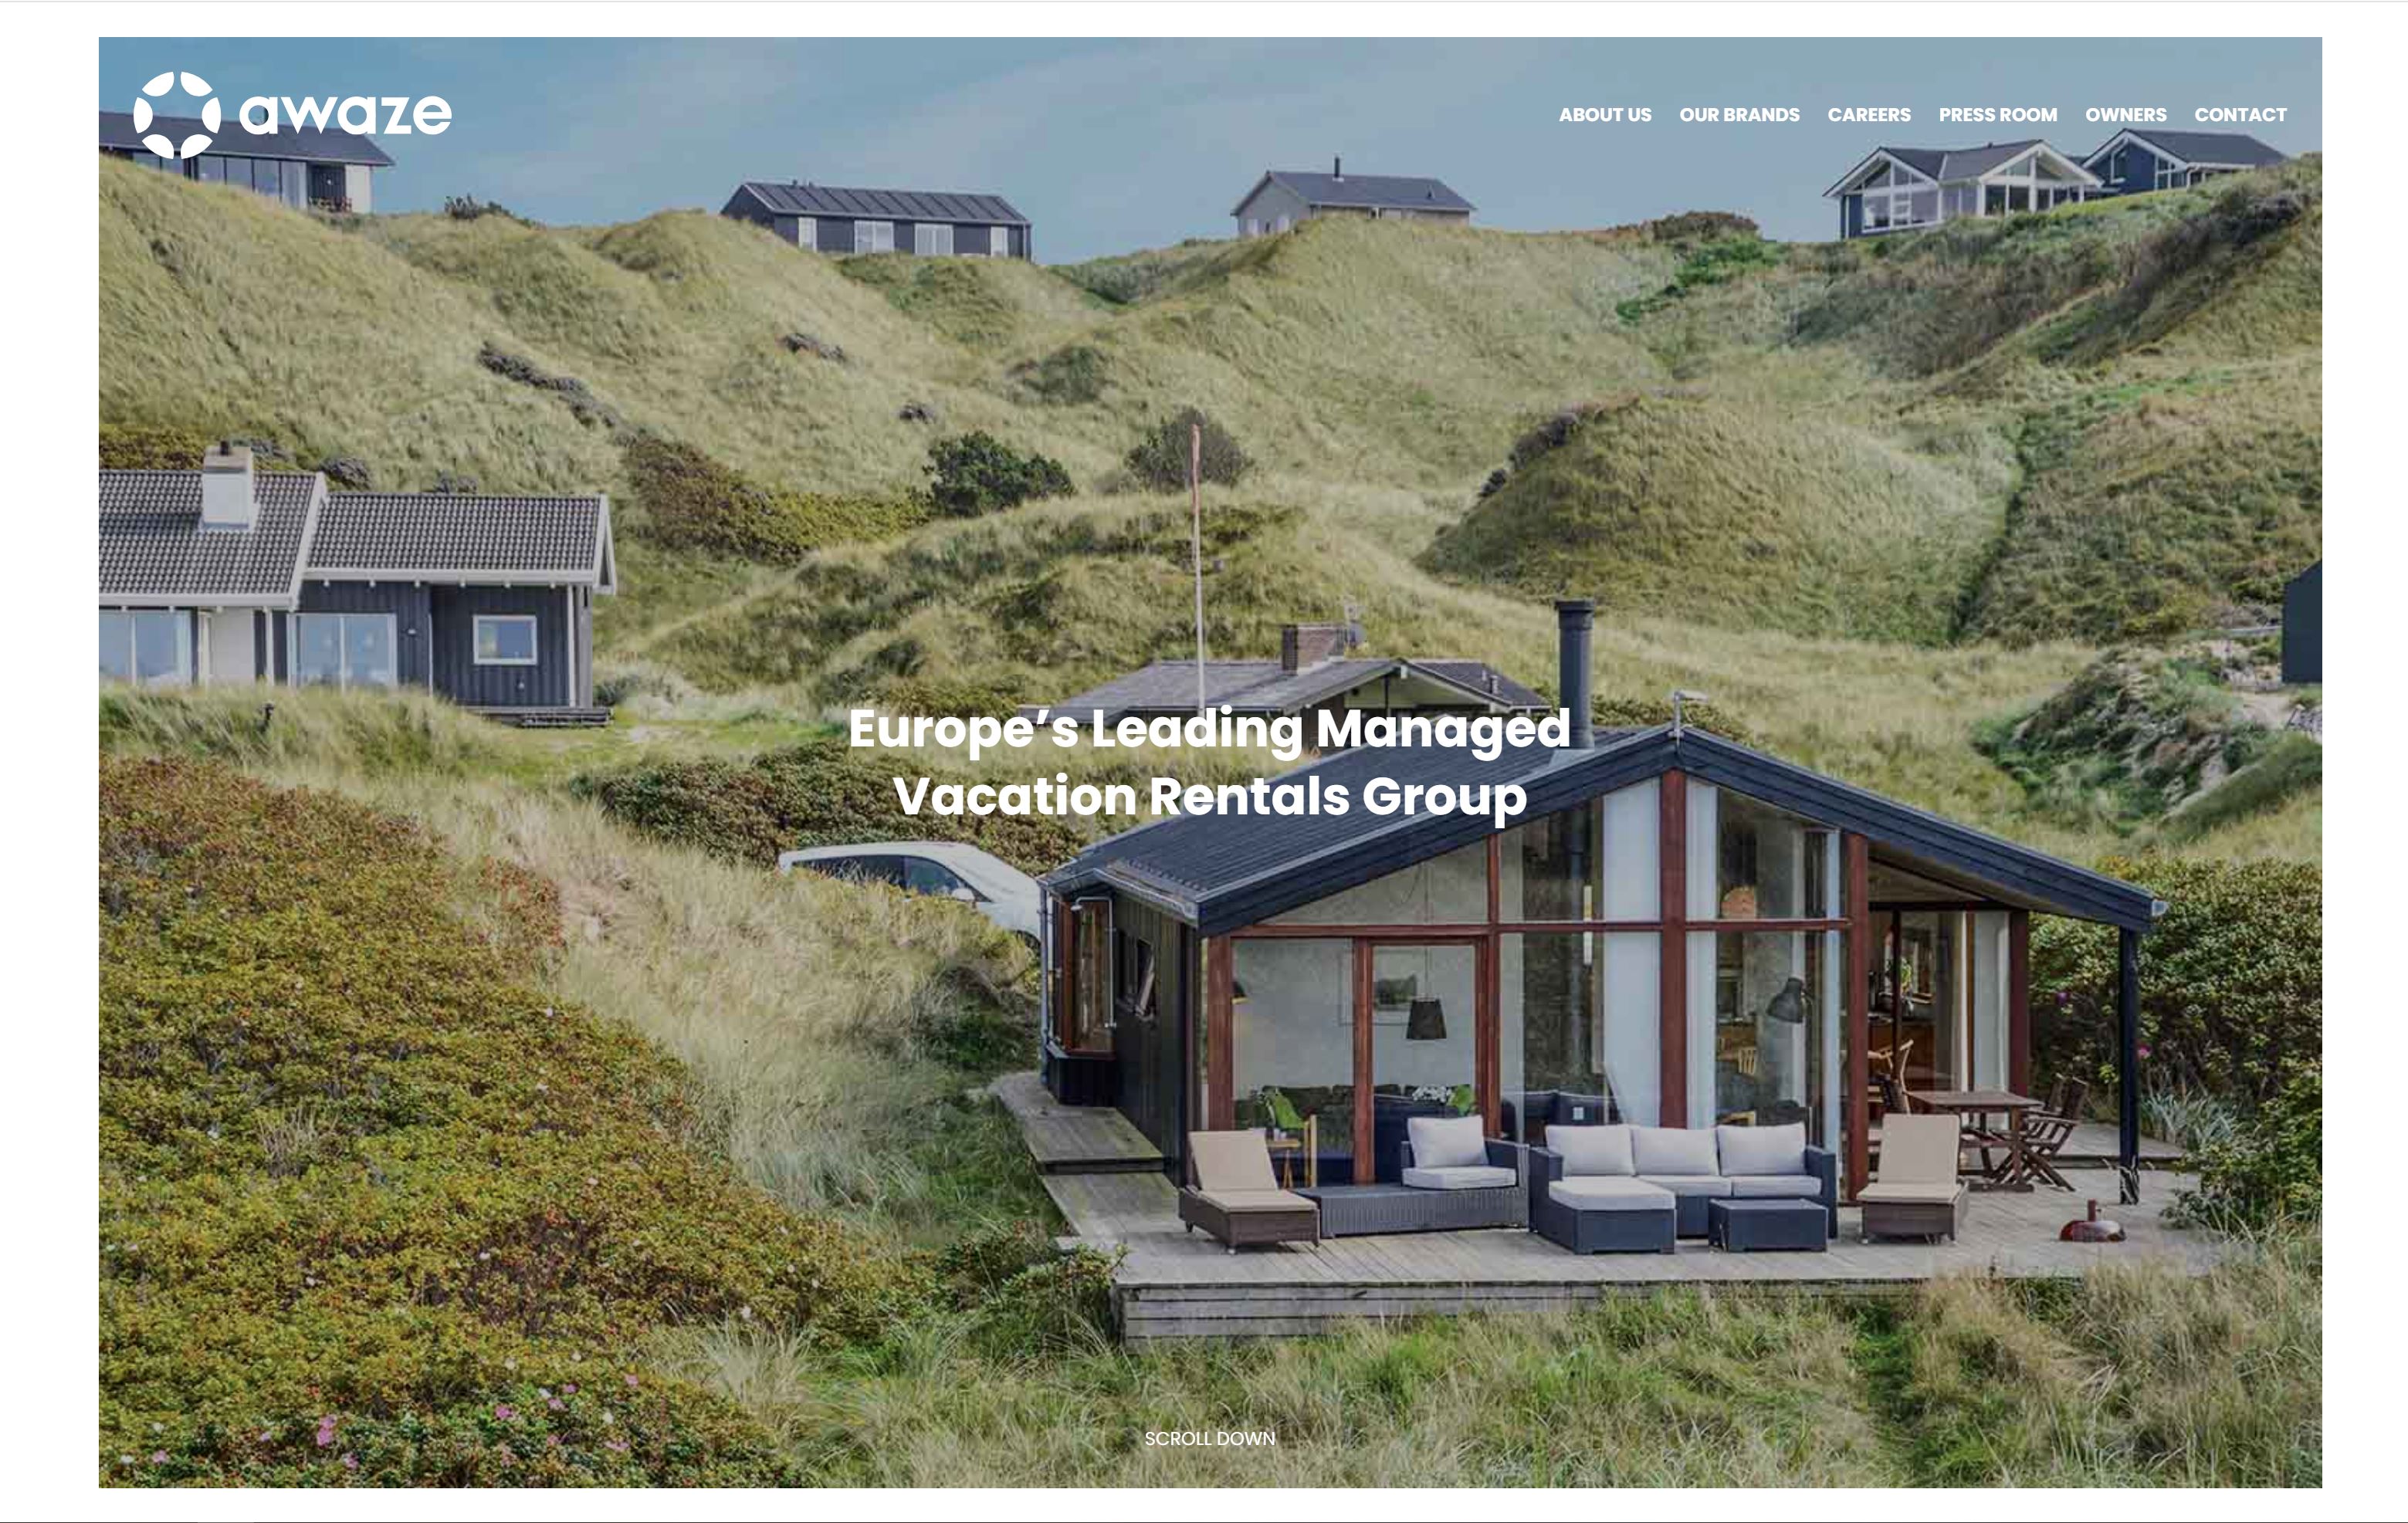 awaze
ABOUT US OUR BRANDS CAREERS PRESS ROOM OWNERS CONTACT
Europe’s Leading Managed
Vacation Rentals Group
SCROLL DOWN